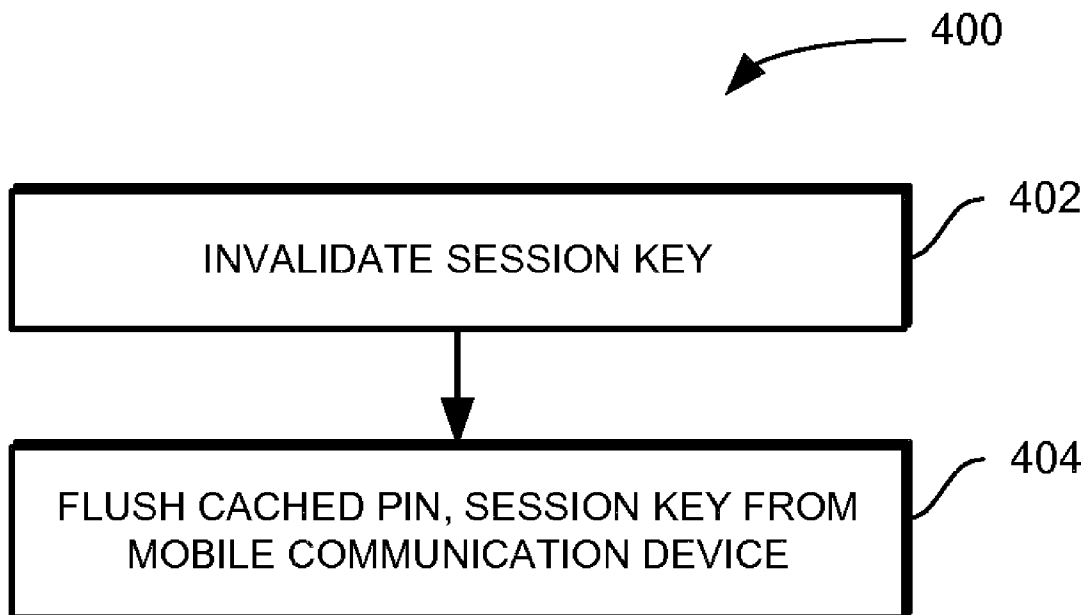 400
402
INVALIDATE SESSION KEY
404
FLUSH CACHED PIN, SESSION KEY FROM
MOBILE COMMUNICATION DEVICE